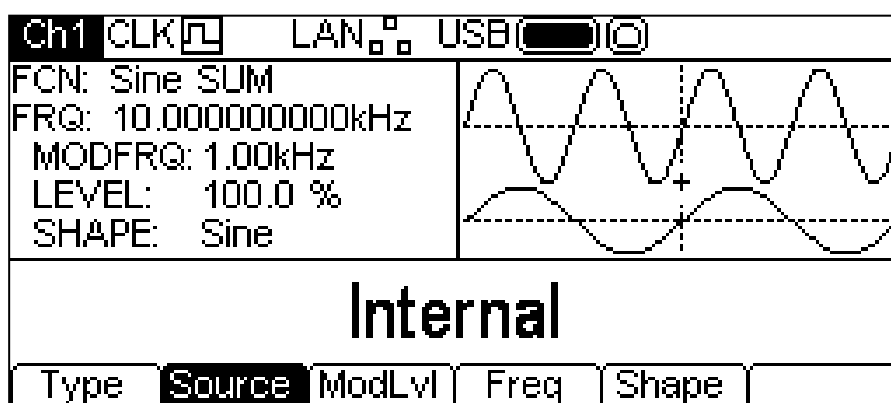 Ch1 CLK LAN USB
FCN: Sine SUM
FRQ: 10.000000000kHz
MODFRQ: 1.00kHz
LEVEL: 100.0 %
SHAPE: Sine
Internal
Type Source ModLvl Freq Shape